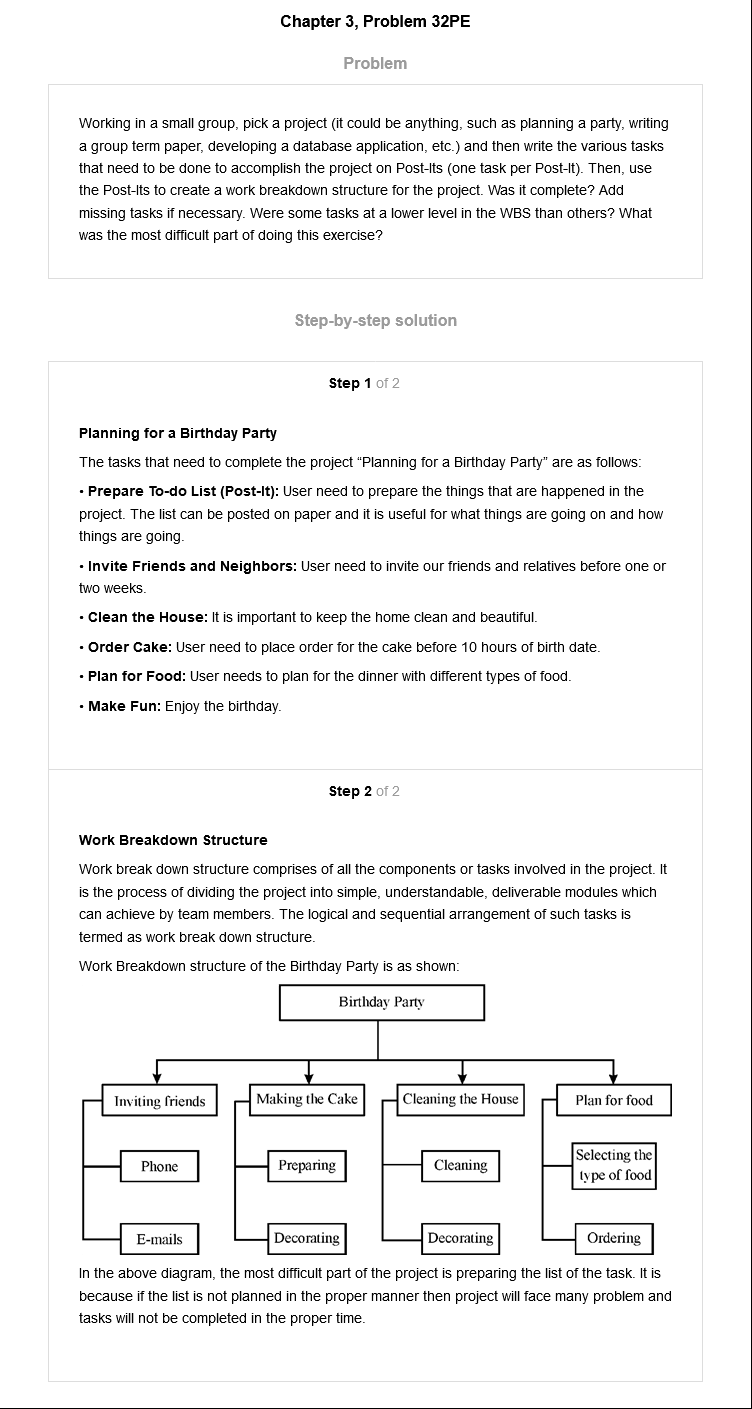 Chapter 3, Problem 32PE
Problem
Working in a small group, pick a project (it could be anything, such as planning a party, writing
a group term paper, developing a database application, etc.) and then write the various tasks
that need to be done to accomplish the project on Post-Its (one task per Post-It). Then, use
the Post-Its to create a work breakdown structure for the project. Was it complete? Add
missing tasks if necessary. Were some tasks at a lower level in the WBS than others? What
was the most difficult part of doing this exercise?
Step-by-step solution
Step 1 of 2
Planning for a Birthday Party
The tasks that need to complete the project “Planning for a Birthday Party” are as follows:
• Prepare To-do List (Post-It): User need to prepare the things that are happened in the
project. The list can be posted on paper and it is useful for what things are going on and how
things are going.
• Invite Friends and Neighbors: User need to invite our friends and relatives before one or
two weeks.
• Clean the House: It is important to keep the home clean and beautiful.
• Order Cake: User need to place order for the cake before 10 hours of birth date.
• Plan for Food: User needs to plan for the dinner with different types of food.
• Make Fun: Enjoy the birthday.
Step 2 of 2
Work Breakdown Structure
Work break down structure comprises of all the components or tasks involved in the project. It
is the process of dividing the project into simple, understandable, deliverable modules which
can achieve by team members. The logical and sequential arrangement of such tasks is
termed as work break down structure.
Work Breakdown structure of the Birthday Party is as shown:
Birthday Party
Inviting friends
Making the Cake
Cleaning the House
Plan for food
Phone
Preparing
Cleaning
Selecting the
type of food
E-mails
Decorating
Decorating
Ordering
In the above diagram, the most difficult part of the project is preparing the list of the task. It is
because if the list is not planned in the proper manner then project will face many problem and
tasks will not be completed in the proper time.